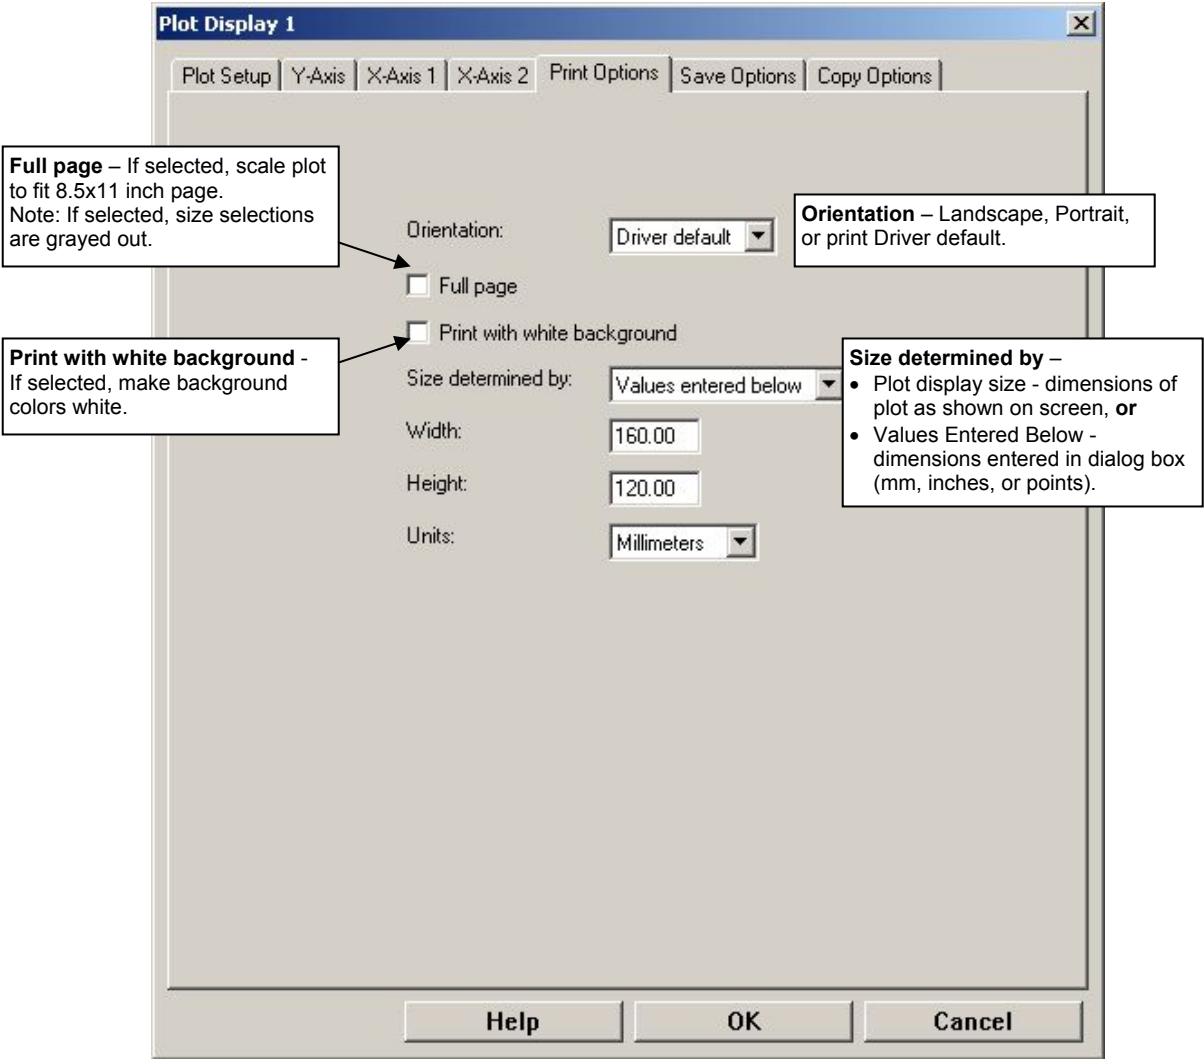 Plot Display 1
Plot Setup Y-Axis X-Axis 1 X-Axis 2 Print Options Save Options Copy Options
Full page – If selected, scale plot
to fit 8.5x11 inch page.
Note: If selected, size selections
are grayed out.
Orientation: Driver default
Orientation – Landscape, Portrait,
or print Driver default.
Full page
Print with white background
Print with white background -
If selected, make background
colors white.
Size determined by: Values entered below
Size determined by –
• Plot display size - dimensions of
plot as shown on screen, or
• Values Entered Below -
dimensions entered in dialog box
(mm, inches, or points).
Width: 160.00
Height: 120.00
Units: Millimeters
Help OK Cancel